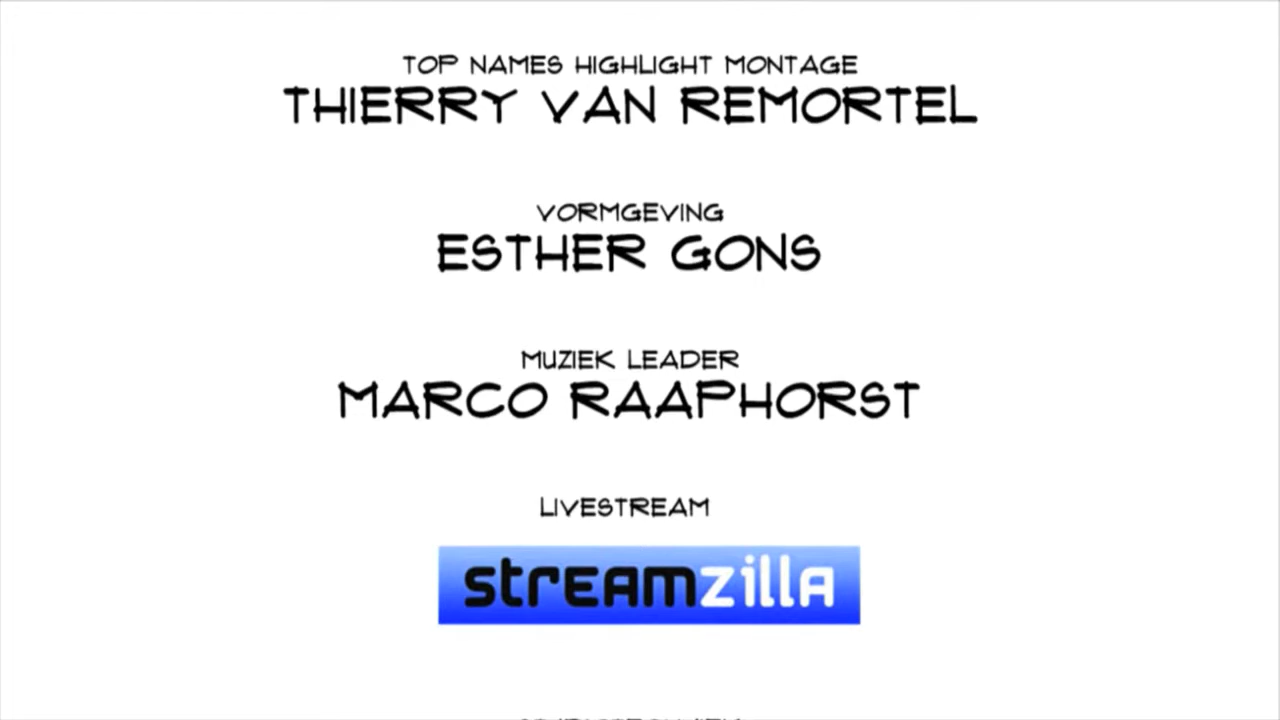 TOP NAMES HIGHLIGHT MONTAGE
THIERRY VAN REMORTEL
VORMGEVING
ESTHER GONS
MUZIEK LEADER
MARCO RAAPHORST
LIVESTREAM
streamzilla